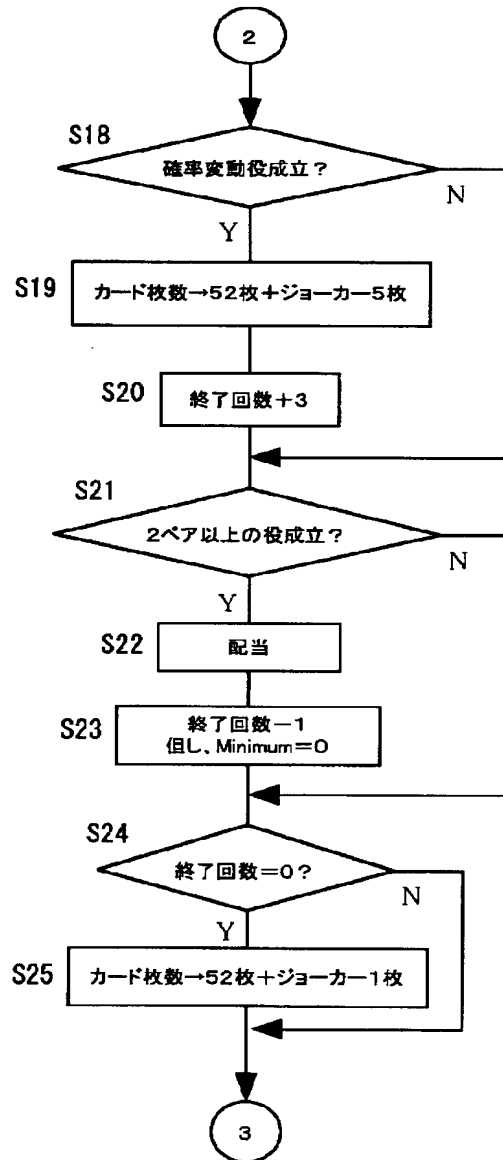 2
S18
確率変動役成立？
N
Y
S19
カード枚数→52枚＋ジョーカー5枚
S20
終了回数＋3
S21
2ペア以上の役成立？
N
Y
S22
配当
S23
終了回数－1
但し、Minimum＝0
S24
終了回数＝0？
N
Y
S25
カード枚数→52枚＋ジョーカー1枚
3